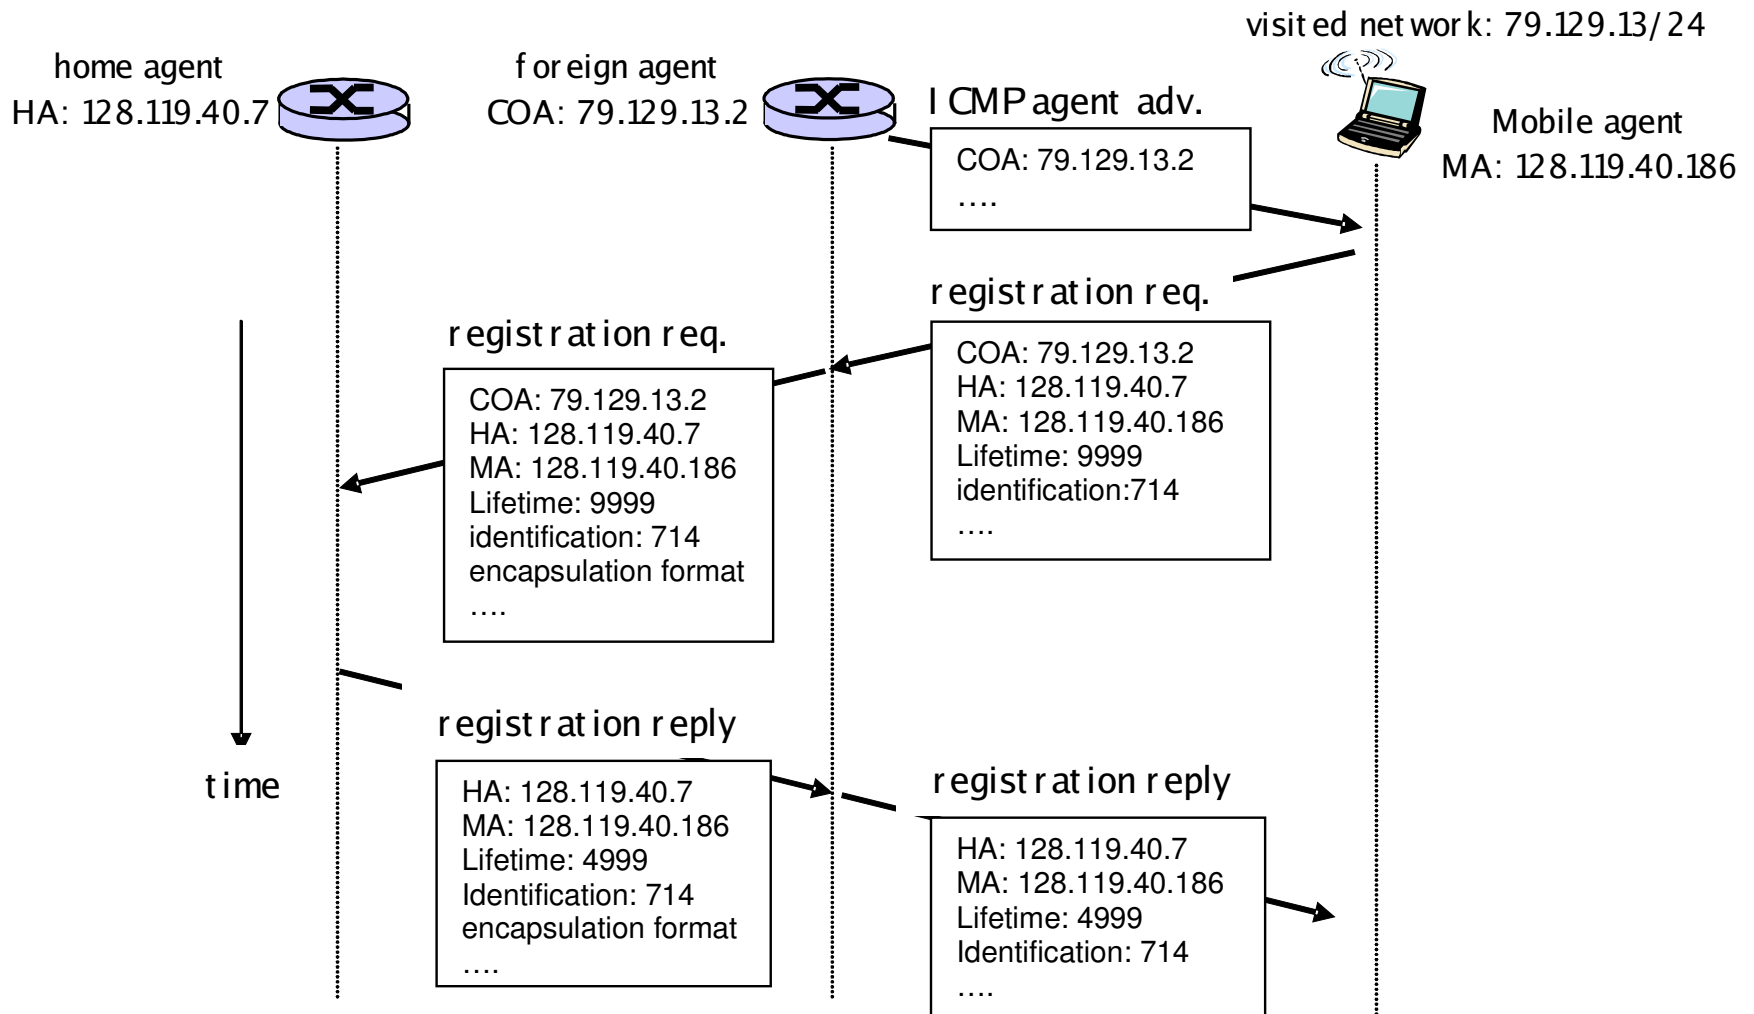 visited network: 79.129.13/24
home agent
HA: 128.119.40.7
foreign agent
COA: 79.129.13.2
ICMP agent adv.
COA: 79.129.13.2
….
Mobile agent
MA: 128.119.40.186
registration req.
COA: 79.129.13.2
HA: 128.119.40.7
MA: 128.119.40.186
Lifetime: 9999
identification:714
….
registration req.
COA: 79.129.13.2
HA: 128.119.40.7
MA: 128.119.40.186
Lifetime: 9999
identification: 714
encapsulation format
….
time
registration reply
HA: 128.119.40.7
MA: 128.119.40.186
Lifetime: 4999
Identification: 714
encapsulation format
….
registration reply
HA: 128.119.40.7
MA: 128.119.40.186
Lifetime: 4999
Identification: 714
….